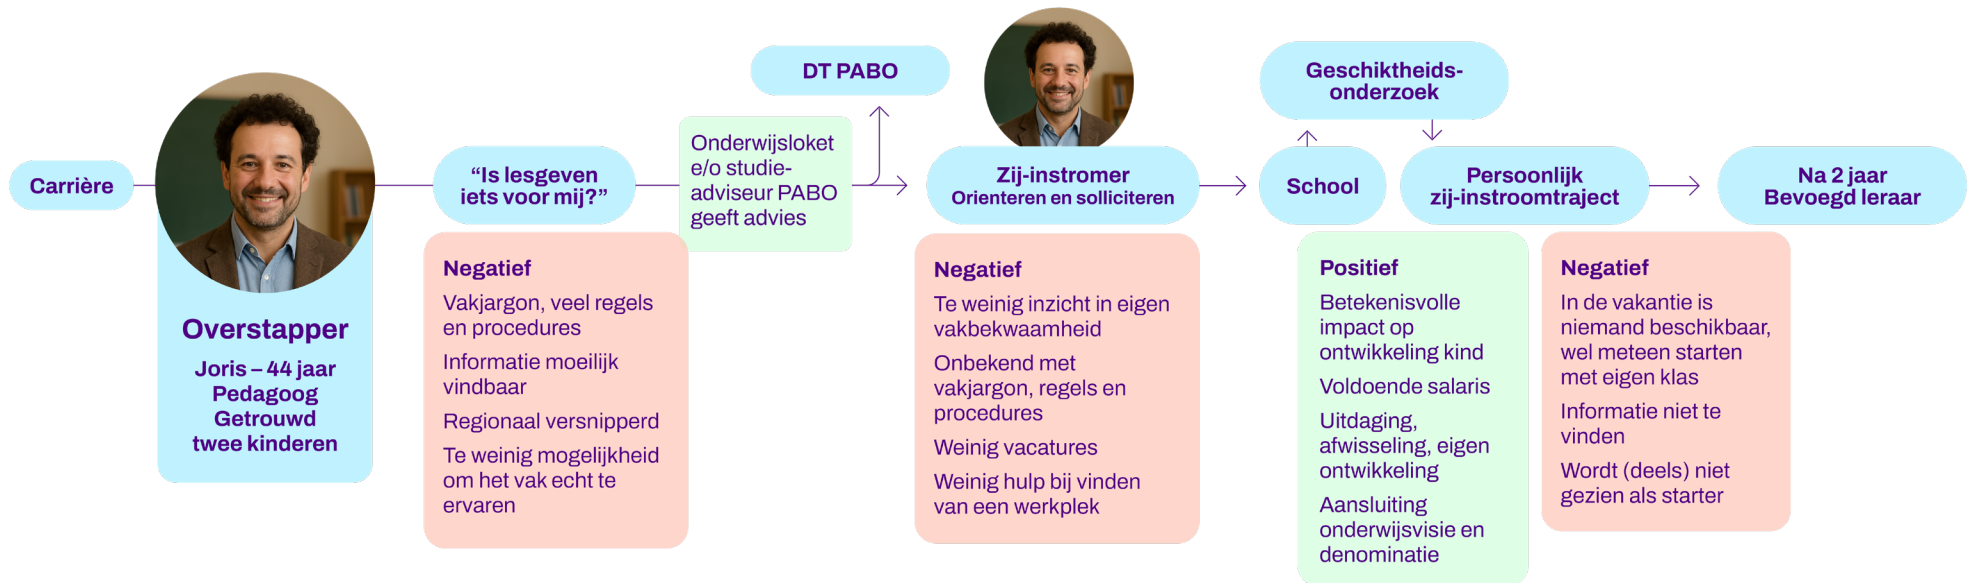 Carrière
Overstapper
Joris – 44 jaar
Pedagoog
Getrouwd
twee kinderen
“Is lesgeven
iets voor mij?”
Negatief
Vakjargon, veel regels
en procedures
Informatie moeilijk
vindbaar
Regionaal versnipperd
Te weinig mogelijkheid
om het vak echt te
ervaren
Onderwijsloket
e/o studie-
adviseur PABO
geeft advies
DT PABO
Zij-instromer
Orienteren en solliciteren
Negatief
Te weinig inzicht in eigen
vakbekwaamheid
Onbekend met
vakjargon, regels en
procedures
Weinig vacatures
Weinig hulp bij vinden
van een werkplek
School
Geschiktheids-
onderzoek
Persoonlijk
zij-instroomtraject
Positief
Betekenisvolle
impact op
ontwikkeling kind
Voldoende salaris
Uitdaging,
afwisseling, eigen
ontwikkeling
Aansluiting
onderwijsvisie en
denominatie
Negatief
In de vakantie is
niemand beschikbaar,
wel meteen starten
met eigen klas
Informatie niet te
vinden
Wordt (deels) niet
gezien als starter
Na 2 jaar
Bevoegd leraar